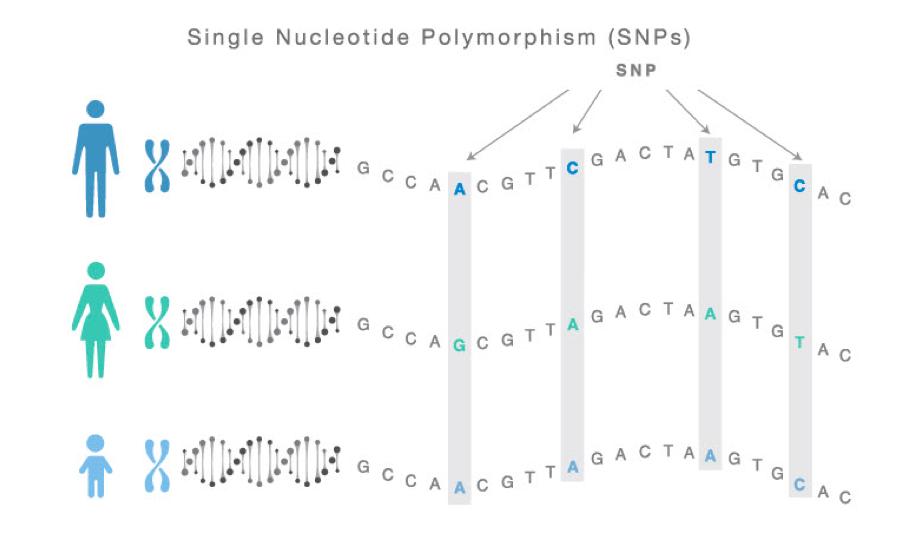 Single Nucleotide Polymorphism (SNPs)
SNP
G C C A A C G T T C G A C T A T G T G C A C
G C C A G C G T T A G A C T A A G T G T A C
G C C A A C G T T A G A C T A A G T G C A C